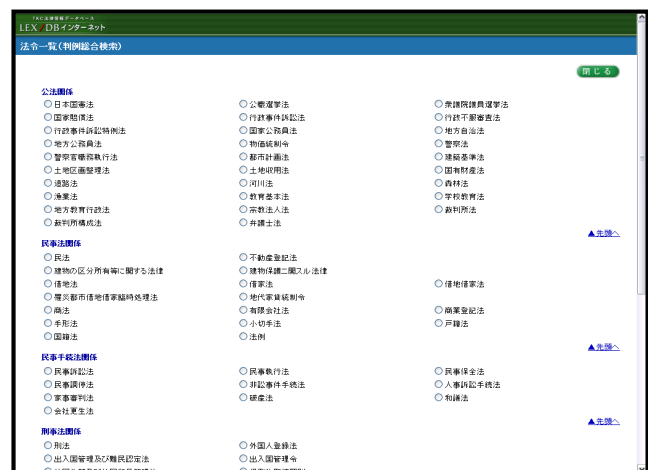 TKC法律情報データベース
LEX/DBインターネット
法令一覧(判例総合検索)
閉じる
公法関係
日本国憲法 公職選挙法 衆議院議員選挙法
国家賠償法 行政事件訴訟法 行政不服審査法
行政事件訴訟特例法 国家公務員法 地方自治法
地方公務員法 物価統制令 警察法
警察官職務執行法 都市計画法 建築基準法
土地区画整理法 土地収用法 国有財産法
道路法 河川法 森林法
漁業法 教育基本法 学校教育法
地方教育行政法 宗教法人法 裁判所法
裁判所構成法 弁護士法
▲先頭へ
民事法関係
民法 不動産登記法
建物の区分所有等に関する法律 建物保護ニ関スル法律
借地法 借家法 借地借家法
罹災都市借地借家臨時処理法 地代家賃統制令
商法 有限会社法 商業登記法
手形法 小切手法 戸籍法
国籍法 法例
▲先頭へ
民事手続法関係
民事訴訟法 民事執行法 民事保全法
民事調停法 非訟事件手続法 人事訴訟手続法
家事審判法 破産法 和議法
会社更生法
▲先頭へ
刑事法関係
刑法 外国人登録法
出入国管理及び難民認定法 出入国管理令